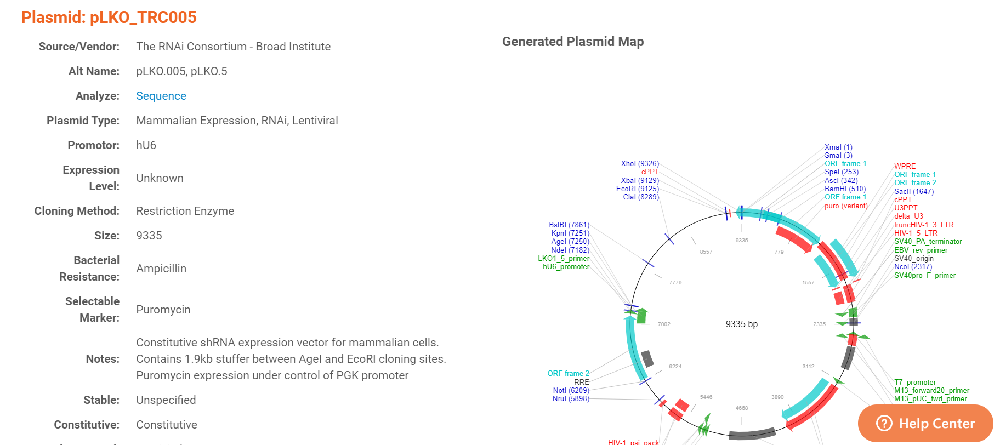 Plasmid: pLKO_TRC005
Source/Vendor: The RNAi Consortium - Broad Institute
Alt Name: pLKO.005, pLKO.5
Analyze: Sequence
Plasmid Type: Mammalian Expression, RNAi, Lentiviral
Promotor: hU6
Expression
Level: Unknown
Cloning Method: Restriction Enzyme
Size: 9335
Bacterial
Resistance: Ampicillin
Selectable
Marker: Puromycin
Notes: Constitutive shRNA expression vector for mammalian cells.
Contains 1.9kb stuffer between AgeI and EcoRI cloning sites.
Puromycin expression under control of PGK promoter
Stable: Unspecified
Constitutive: Constitutive
Generated Plasmid Map
XhoI (9326)
cPPT
XbaI (9129)
EcoRI (9125)
ClaI (8289)
BstBI (7861)
KpnI (7251)
AgeI (7250)
NdeI (7182)
LKO1_5_primer
hU6_promoter
ORF frame 2
RRE
NotI (6209)
NruI (5898)
HIV-1_psi_pack
XmaI (1)
SmaI (3)
ORF frame 1
SpeI (253)
AscI (342)
BamHI (510)
ORF frame 1
puro (variant)
WPRE
ORF frame 1
ORF frame 2
SacII (1647)
cPPT
U3PPT
delta_U3
truncHIV-1_3_LTR
HIV-1_5_LTR
SV40_PA_terminator
EBV_rev_primer
SV40_origin
NcoI (2317)
SV40pro_F_primer
T7_promoter
M13_forward20_primer
M13_pUC_fwd_primer
9335
779
1557
2335
3112
3890
4668
5446
6224
7002
7779
8557
9335 bp
Help Center